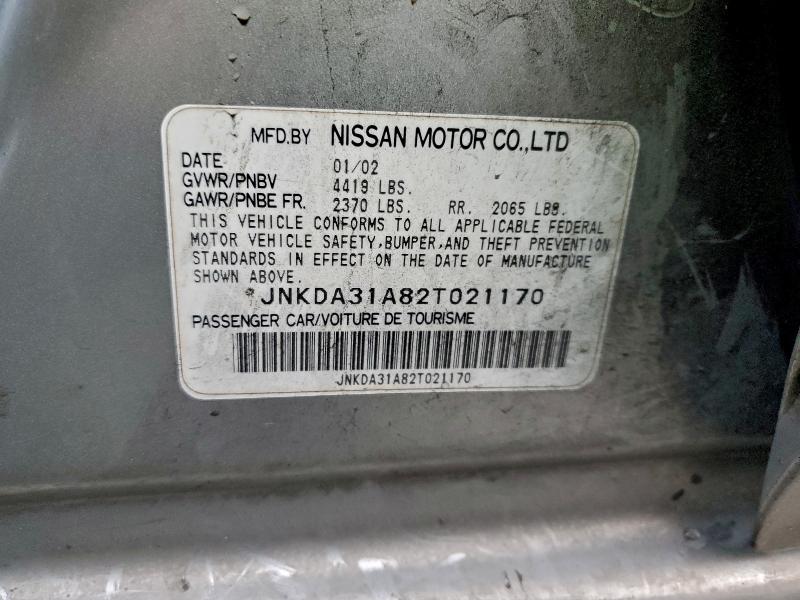 MFD.BY NISSAN MOTOR CO.,LTD
DATE 01/02
GVWR/PNBV 4419 LBS.
GAWR/PNBE FR. 2370 LBS. RR. 2065 LBS.
THIS VEHICLE CONFORMS TO ALL APPLICABLE FEDERAL
MOTOR VEHICLE SAFETY,BUMPER,AND THEFT PREVENTION
STANDARDS IN EFFECT ON THE DATE OF MANUFACTURE
SHOWN ABOVE.
JNKDA31A82T021170
PASSENGER CAR/VOITURE DE TOURISME
JNKDA31A82T021170